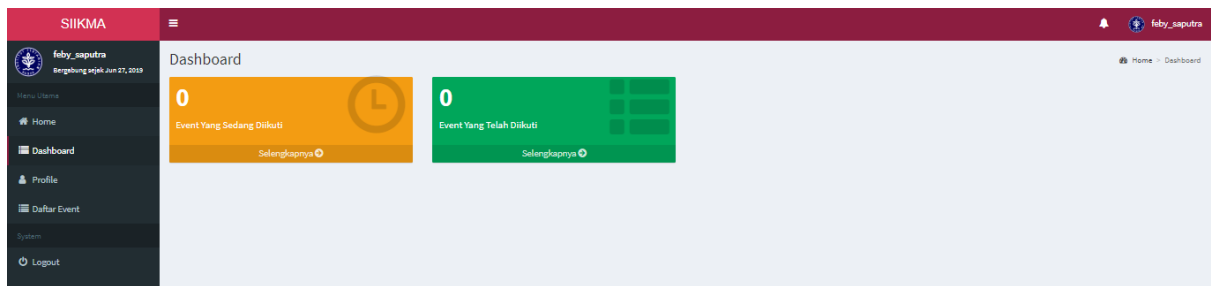 SIIKMA
feby_saputra
feby_saputra
Bergabung sejak Jun 27, 2019
Menu Utama
Home
Dashboard
Profile
Daftar Event
System
Logout
Dashboard
Home > Dashboard
0
Event Yang Sedang Diikuti
Selengkapnya
0
Event Yang Telah Diikuti
Selengkapnya